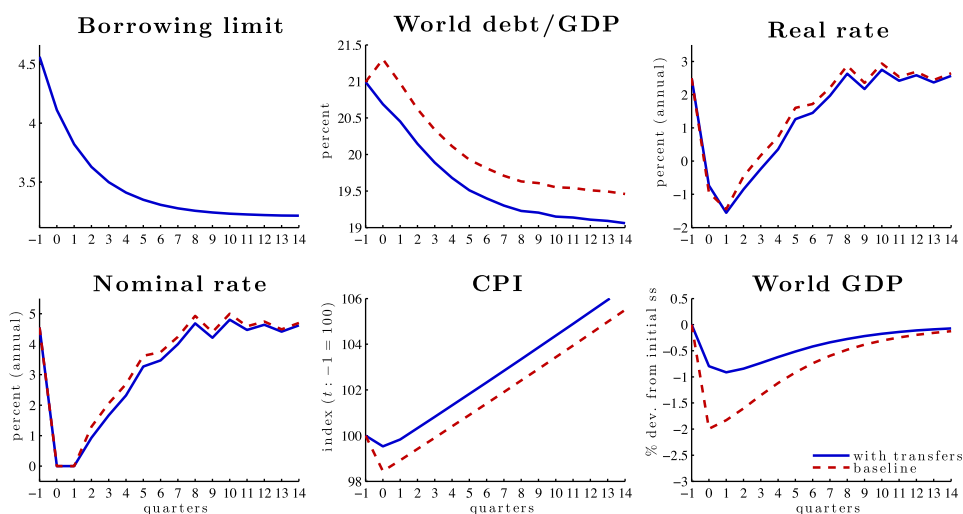 Borrowing limit
4.5
4
3.5
−1 0 1 2 3 4 5 6 7 8 9 10 11 12 13 14
World debt/GDP
percent
21.5
21
20.5
20
19.5
19
−1 0 1 2 3 4 5 6 7 8 9 10 11 12 13 14
Real rate
percent (annual)
3
2
1
0
−1
−2
−1 0 1 2 3 4 5 6 7 8 9 10 11 12 13 14
Nominal rate
percent (annual)
5
4
3
2
1
0
−1 0 1 2 3 4 5 6 7 8 9 10 11 12 13 14
quarters
CPI
index (t : −1 = 100)
106
104
102
100
98
−1 0 1 2 3 4 5 6 7 8 9 10 11 12 13 14
quarters
World GDP
% dev. from initial ss
0.5
0
−0.5
−1
−1.5
−2
−2.5
−3
with transfers
baseline
−1 0 1 2 3 4 5 6 7 8 9 10 11 12 13 14
quarters